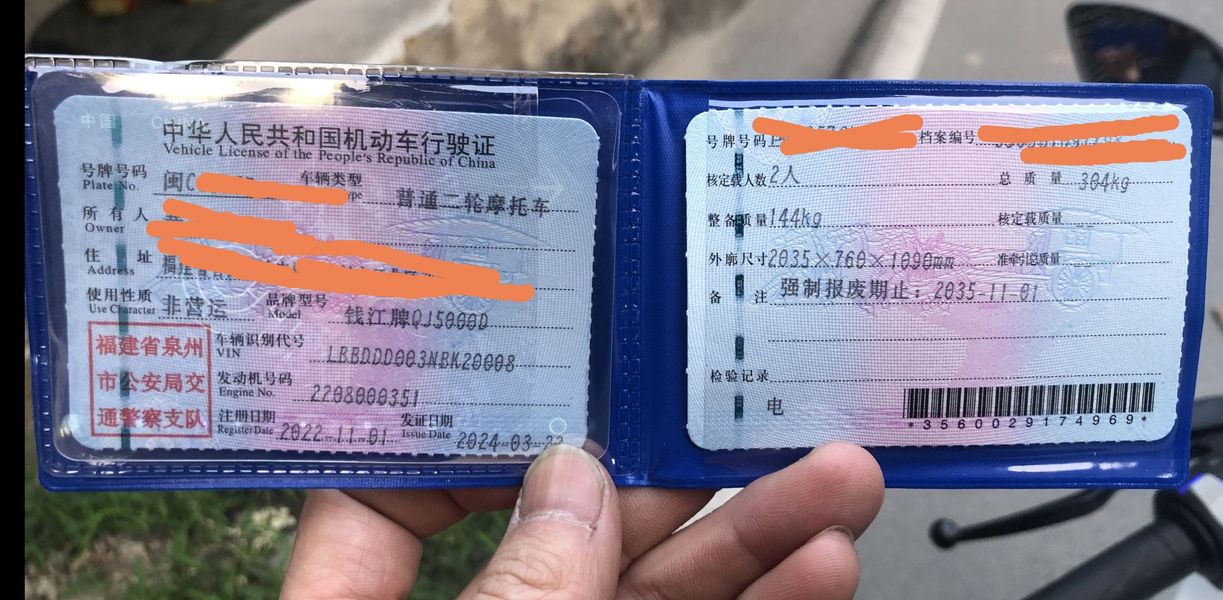 中国
中华人民共和国机动车行驶证
Vehicle License of the People's Republic of China
号牌号码 闽C 车辆类型 普通二轮摩托车
Plate No.
所有人
Owner
住址 福建省
Address
使用性质 非营运 品牌型号 钱江牌QJ5000D
Use Character Model
福建省泉州
市公安局交
通警察支队
车辆识别代号 LBBDDD003NBK20008
VIN
发动机号码 2208000351
Engine No.
注册日期 2022-11-01 发证日期 2024-03-22
Register Date Issue Date
号牌号码 档案编号
核定载人数 2人 总质量 304kg
整备质量 144kg 核定载质量
外廓尺寸 2035×760×1090mm 准牵引总质量
备注 强制报废期止：2035-11-01
检验记录
电
*3560029174969*